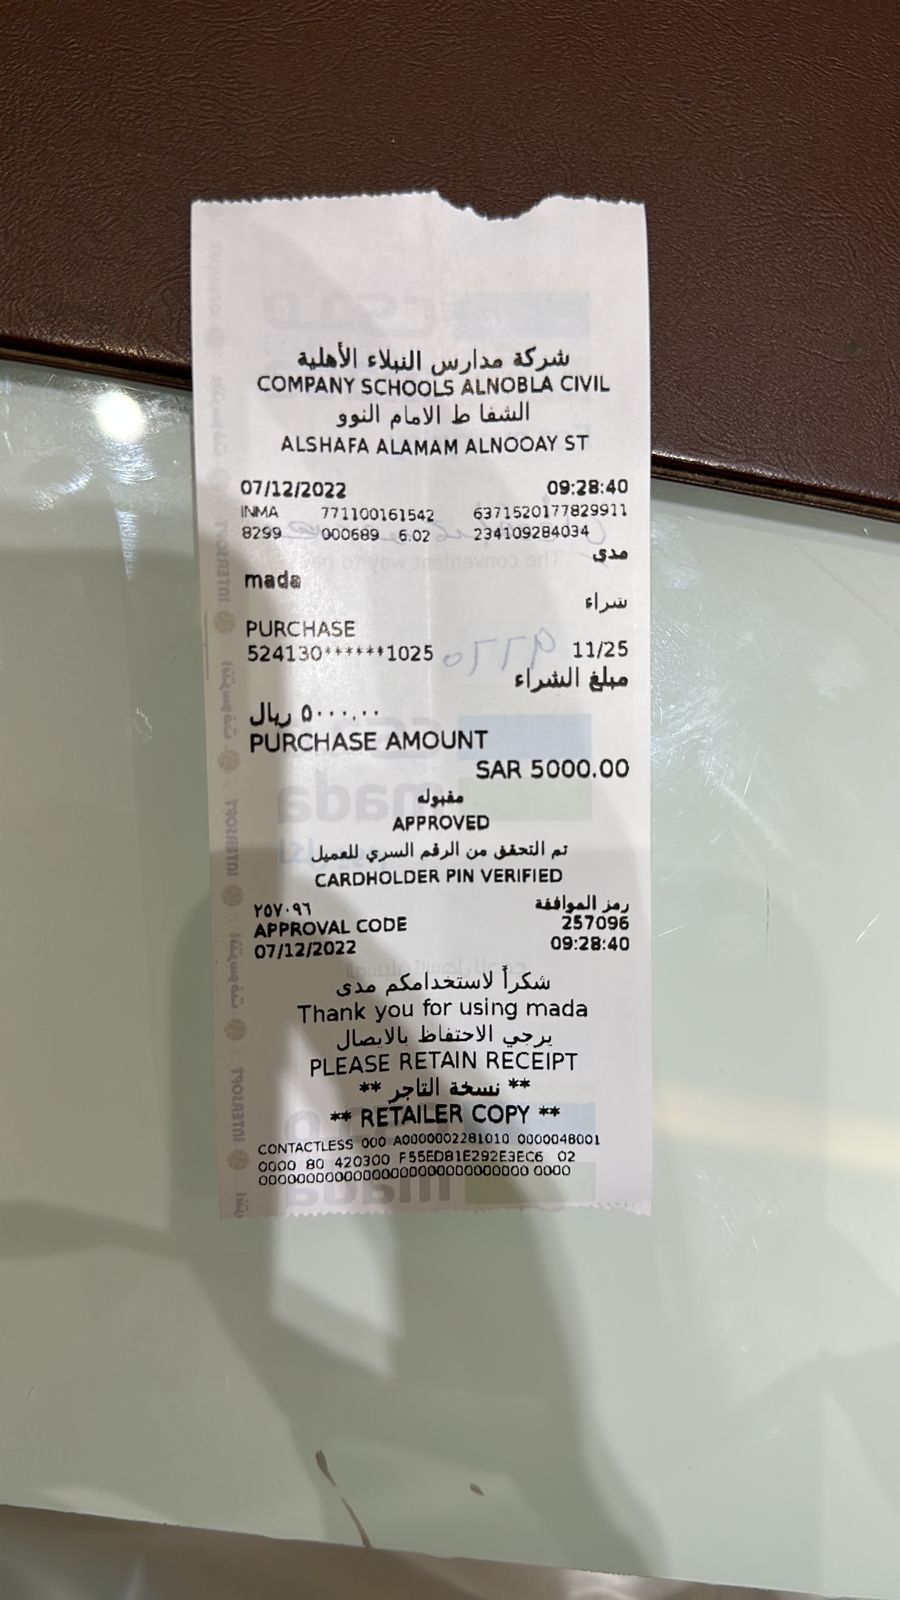 شركة مدارس النبلاء الأهلية
COMPANY SCHOOLS ALNOBLA CIVIL
الشفا ط الامام النوو
ALSHAFA ALAMAM ALNOOAY ST
07/12/2022 09:28:40
INMA 771100161542 6371520177829911
8299 000689 6.02 234109284034
مدى
mada
شراء
PURCHASE
524130******1025 11/25
مبلغ الشراء
٥٠٠٠.٠٠ ريال
PURCHASE AMOUNT
SAR 5000.00
مقبوله
APPROVED
تم التحقق من الرقم السري للعميل
CARDHOLDER PIN VERIFIED
رمز الموافقة ٢٥٧٠٩٦
APPROVAL CODE 257096
07/12/2022 09:28:40
شكراً لاستخدامكم مدى
Thank you for using mada
يرجي الاحتفاظ بالايصال
PLEASE RETAIN RECEIPT
** نسخة التاجر **
** RETAILER COPY **
CONTACTLESS 000 A0000002281010 0000048001
0000 80 420300 F55ED81E292E3EC6 02